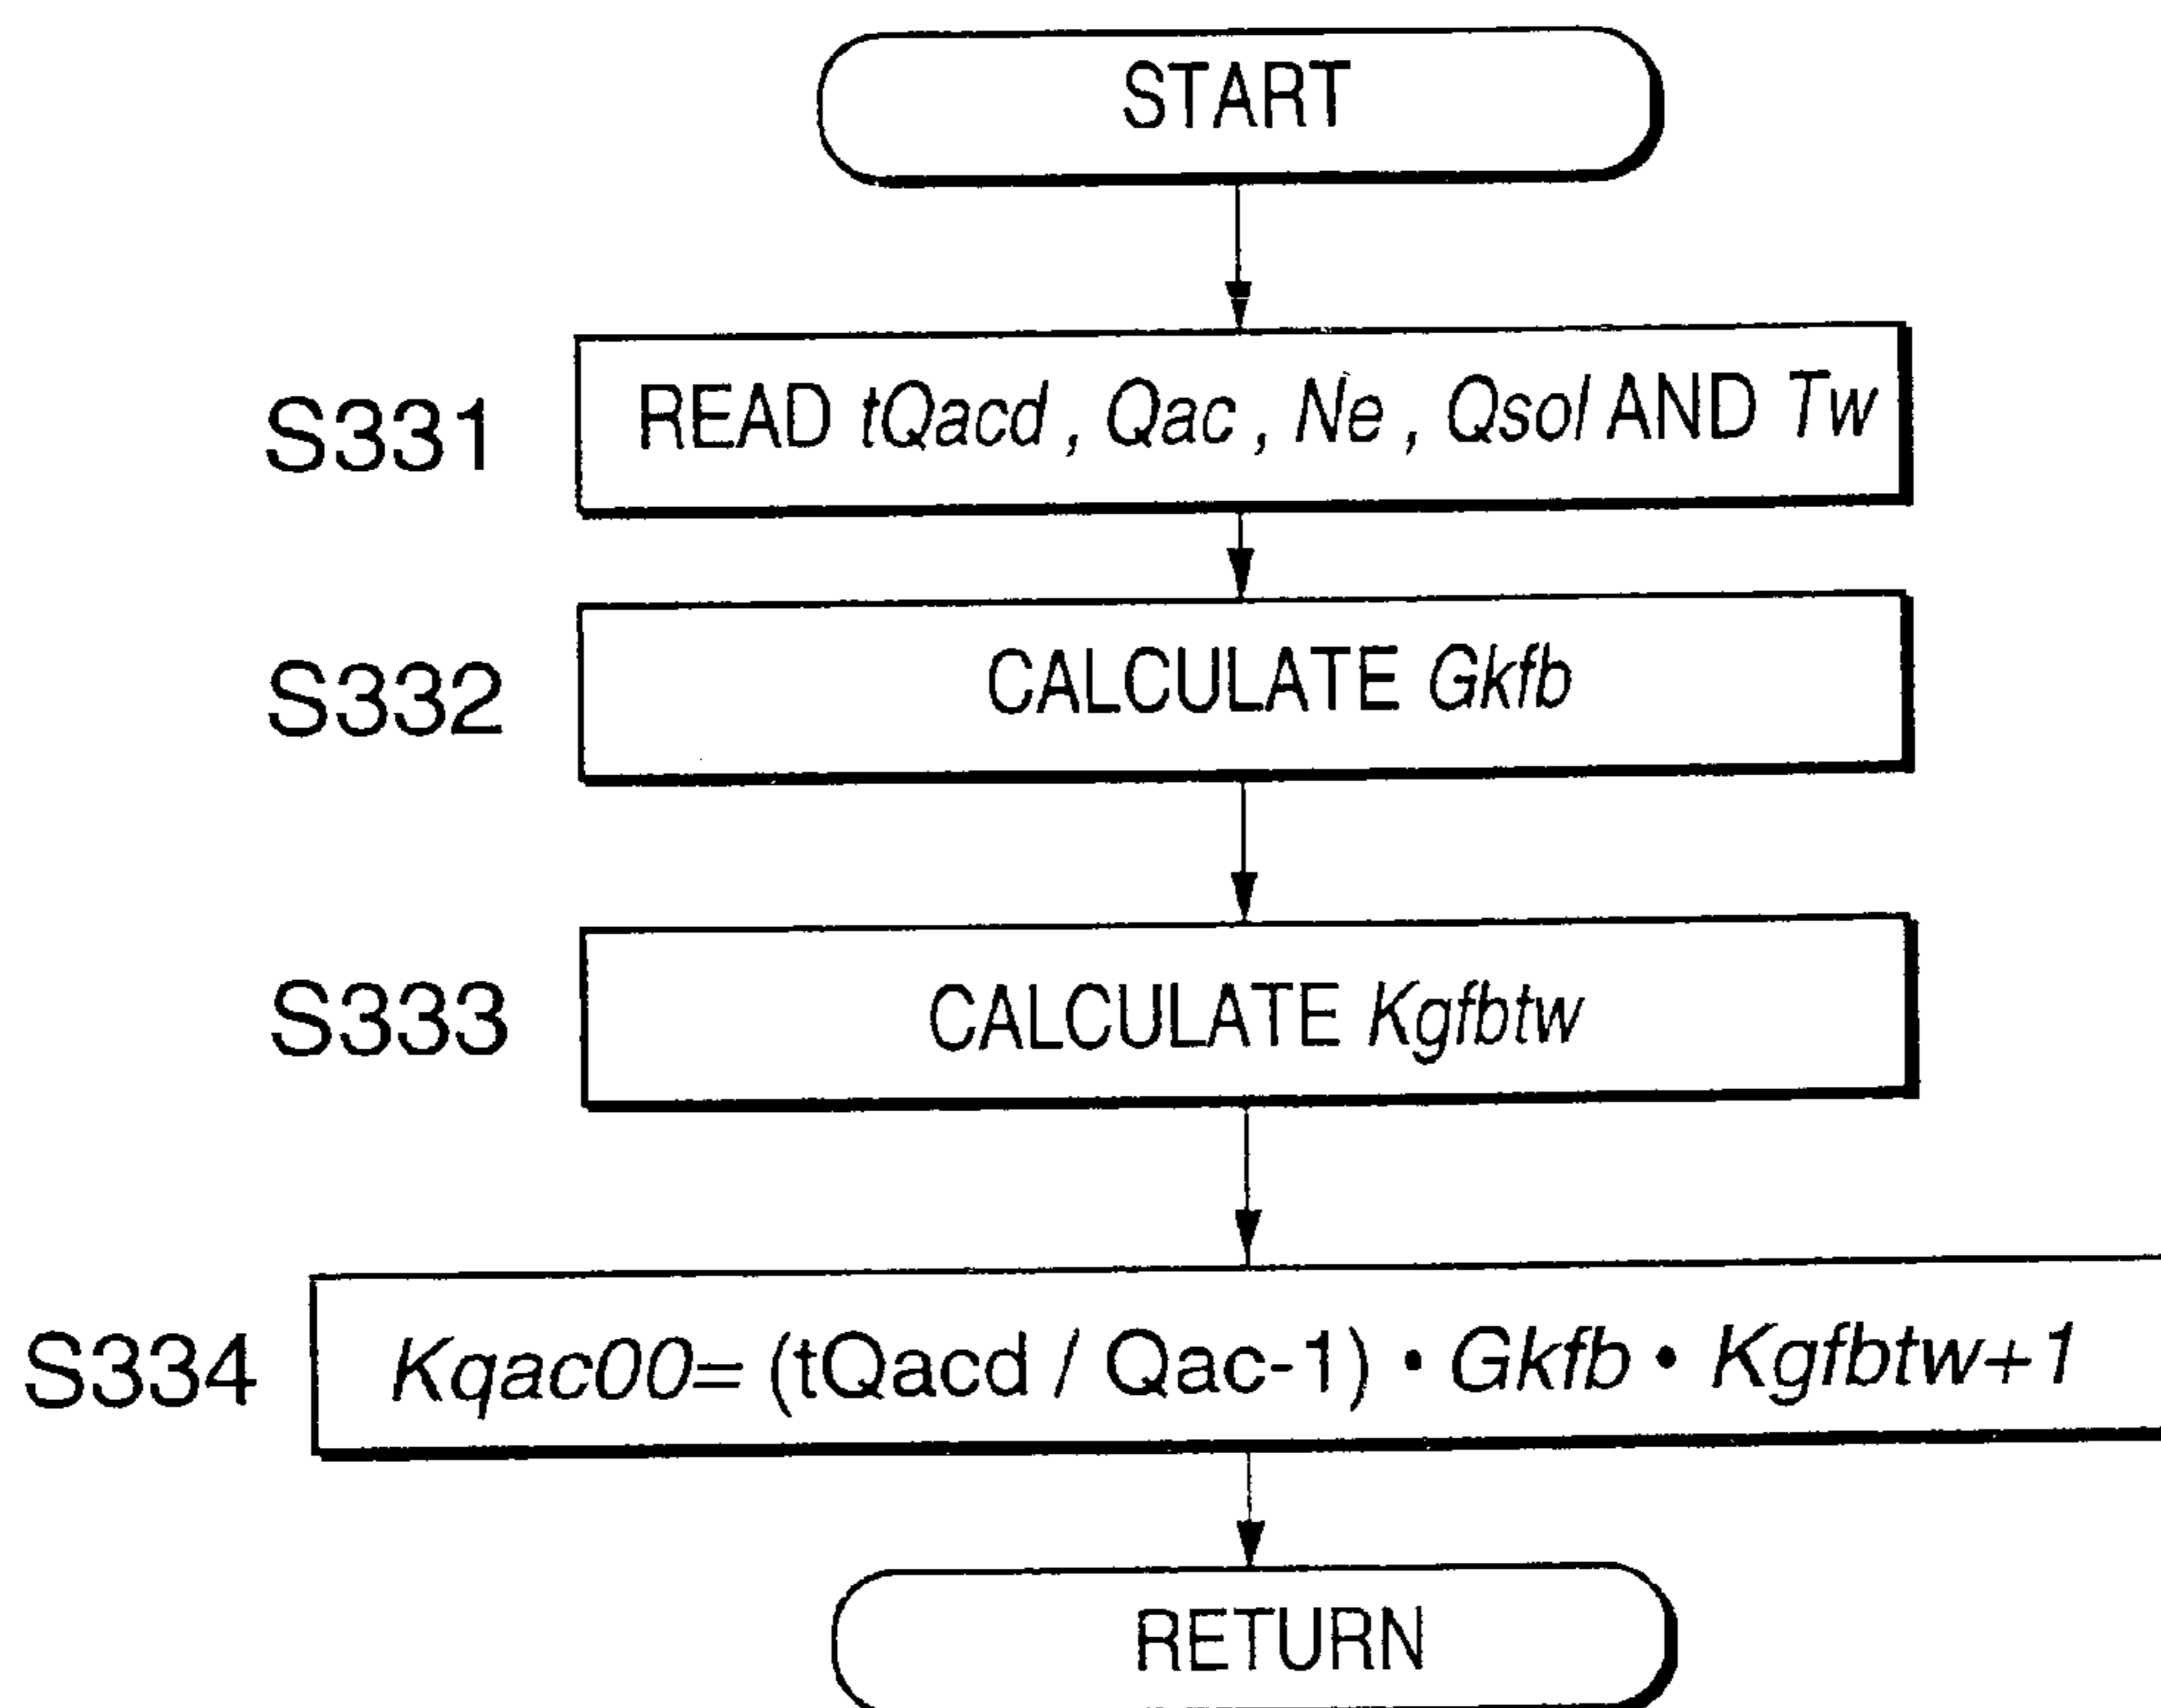 START
S331 READ tQacd, Qac, Ne, Qsol AND Tw
S332 CALCULATE Gkfb
S333 CALCULATE Kgfbtw
S334 Kqac00= (tQacd / Qac-1) • Gkfb • Kgfbtw+1
RETURN